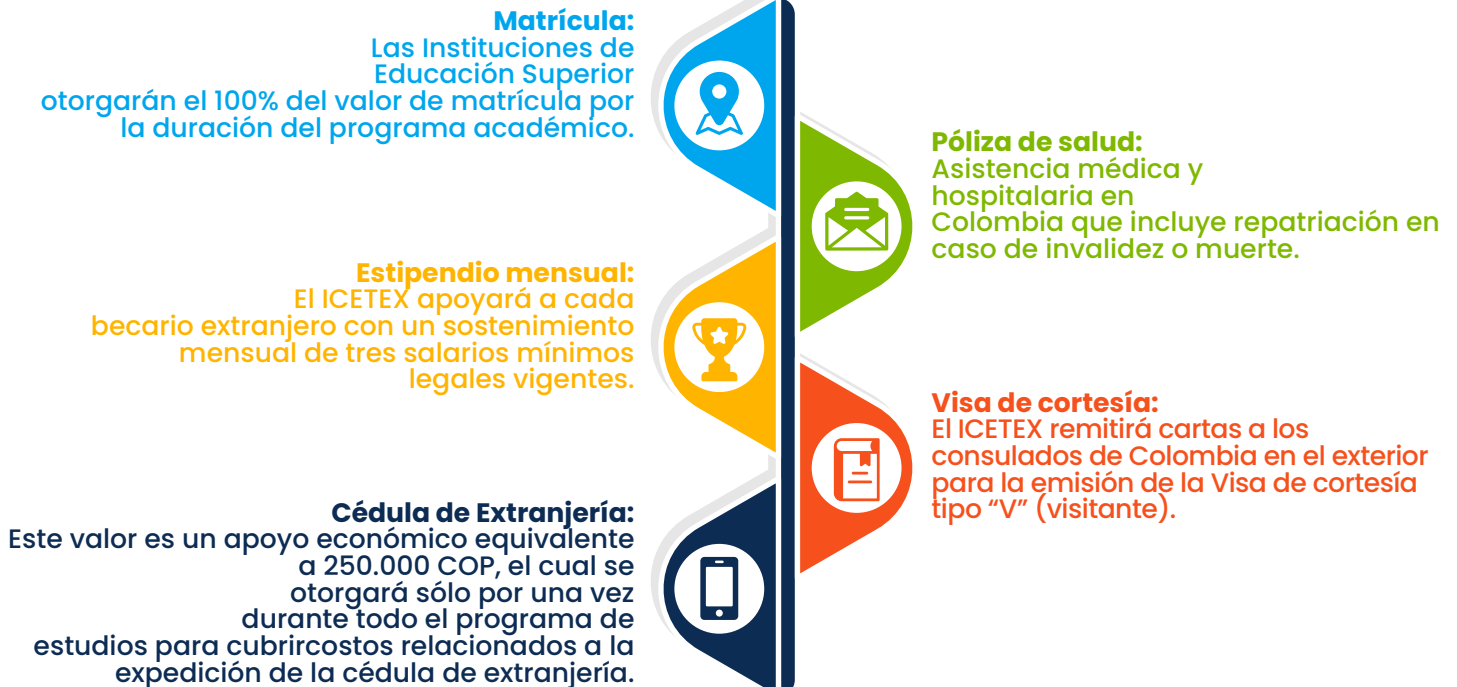 Matrícula:
Las Instituciones de
Educación Superior
otorgarán el 100% del valor de matrícula por
la duración del programa académico.
Póliza de salud:
Asistencia médica y
hospitalaria en
Colombia que incluye repatriación en
caso de invalidez o muerte.
Estipendio mensual:
El ICETEX apoyará a cada
becario extranjero con un sostenimiento
mensual de tres salarios mínimos
legales vigentes.
Visa de cortesía:
El ICETEX remitirá cartas a los
consulados de Colombia en el exterior
para la emisión de la Visa de cortesía
tipo “V” (visitante).
Cédula de Extranjería:
Este valor es un apoyo económico equivalente
a 250.000 COP, el cual se
otorgará sólo por una vez
durante todo el programa de
estudios para cubrircostos relacionados a la
expedición de la cédula de extranjería.